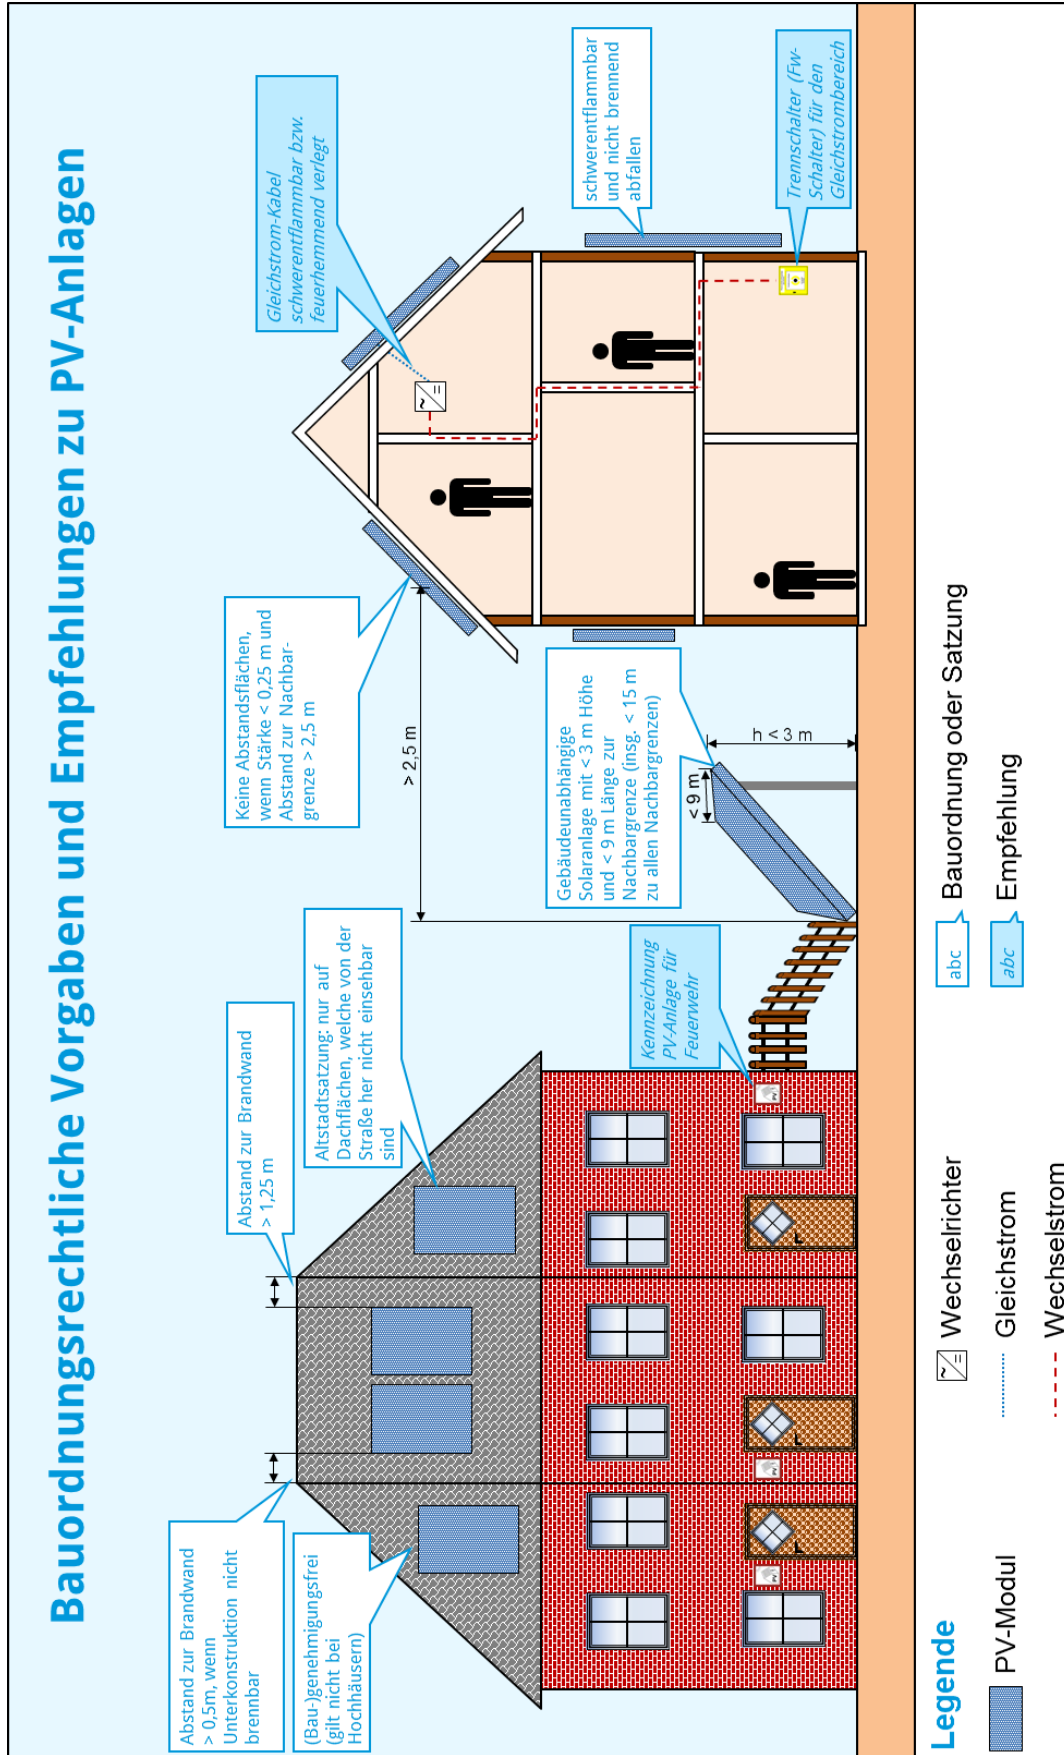 Bauordnungsrechtliche Vorgaben und Empfehlungen zu PV-Anlagen
Abstand zur Brandwand
> 0,5m, wenn
Unterkonstruktion nicht
brennbar
(Bau-)genehmigungsfrei
(gilt nicht bei
Hochhäusern)
Abstand zur Brandwand
> 1,25 m
Altstadtsatzung: nur auf
Dachflächen, welche von der
Straße her nicht einsehbar
sind
Kennzeichnung
PV-Anlage für
Feuerwehr
Keine Abstandsflächen,
wenn Stärke < 0,25 m und
Abstand zur Nachbar-
grenze > 2,5 m
> 2,5 m
Gebäudeunabhängige
Solaranlage mit < 3 m Höhe
und < 9 m Länge zur
Nachbargrenze (insg. < 15 m
zu allen Nachbargrenzen)
< 9 m
h < 3 m
Gleichstrom-Kabel
schwerentflammbar bzw.
feuerhemmend verlegt
~
=
schwerentflammbar
und nicht brennend
abfallen
Trennschalter (Fw-
Schalter) für den
Gleichstrombereich
Legende
PV-Modul
~
=
Wechselrichter
Gleichstrom
Wechselstrom
abc
Bauordnung oder Satzung
abc
Empfehlung